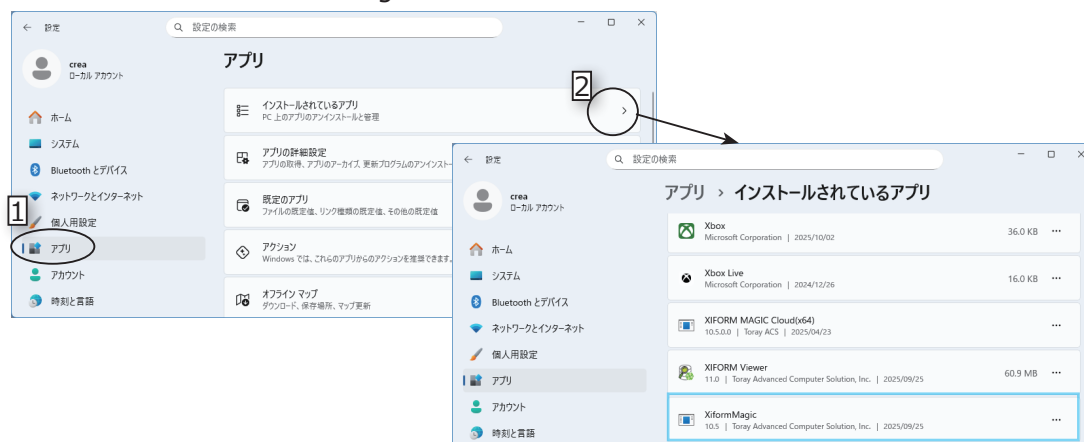 ← 設定
設定の検索
crea
ローカル アカウント
ホーム
システム
Bluetooth とデバイス
ネットワークとインターネット
1
個人用設定
アプリ
アカウント
時刻と言語
アプリ
2
インストールされているアプリ
PC 上のアプリのアンインストールと管理
アプリの詳細設定
アプリの取得、アプリのアーカイブ、更新プログラムのアンインストー
既定のアプリ
ファイルの既定値、リンク種類の既定値、その他の既定値
アクション
Windows では、これらのアプリからのアクションを推奨できます。
オフライン マップ
ダウンロード、保存場所、マップ更新
← 設定
設定の検索
crea
ローカル アカウント
ホーム
システム
Bluetooth とデバイス
ネットワークとインターネット
個人用設定
アプリ
アカウント
時刻と言語
アプリ › インストールされているアプリ
Xbox
Microsoft Corporation | 2025/10/02
36.0 KB
Xbox Live
Microsoft Corporation | 2024/12/26
16.0 KB
XIFORM MAGIC Cloud(x64)
10.5.0.0 | Toray ACS | 2025/04/23
XIFORM Viewer
11.0 | Toray Advanced Computer Solution, Inc. | 2025/09/25
60.9 MB
XiformMagic
10.5 | Toray Advanced Computer Solution, Inc. | 2025/09/25